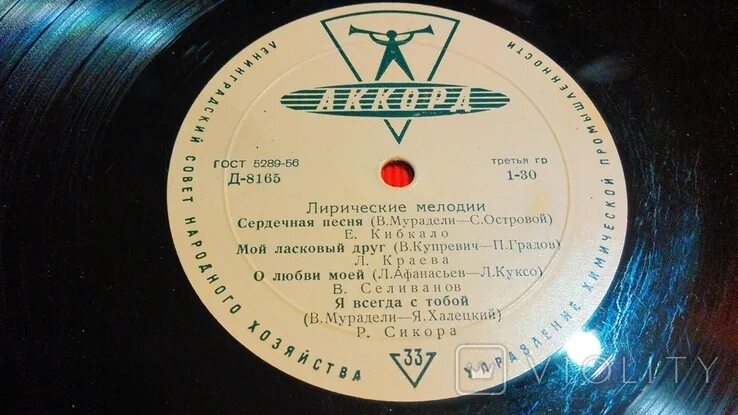 ЛЕНИНГРАДСКИЙ СОВЕТ НАРОДНОГО ХОЗЯЙСТВА
УПРАВЛЕНИЕ ХИМИЧЕСКОЙ ПРОМЫШЛЕННОСТИ
АККОРД
ГОСТ 5289-56
третья гр
Д-8165
1-30
Лирические мелодии
Сердечная песня (В.Мурадели—С.Островой)
Е. Кибкало
Мой ласковый друг (В.Купревич—П.Градов)
Л. Краева
О любви моей (Л.Афанасьев—Л.Куксо)
В. Селиванов
Я всегда с тобой
(В.Мурадели—Я.Халецкий)
Р. Сикора
33
VIOLITY